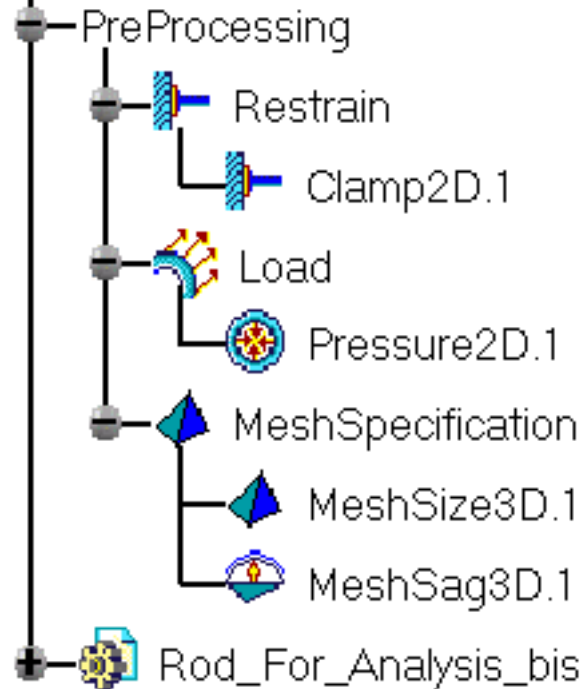 PreProcessing
Restrain
Clamp2D.1
Load
Pressure2D.1
MeshSpecification
MeshSize3D.1
MeshSag3D.1
Rod_For_Analysis_bis